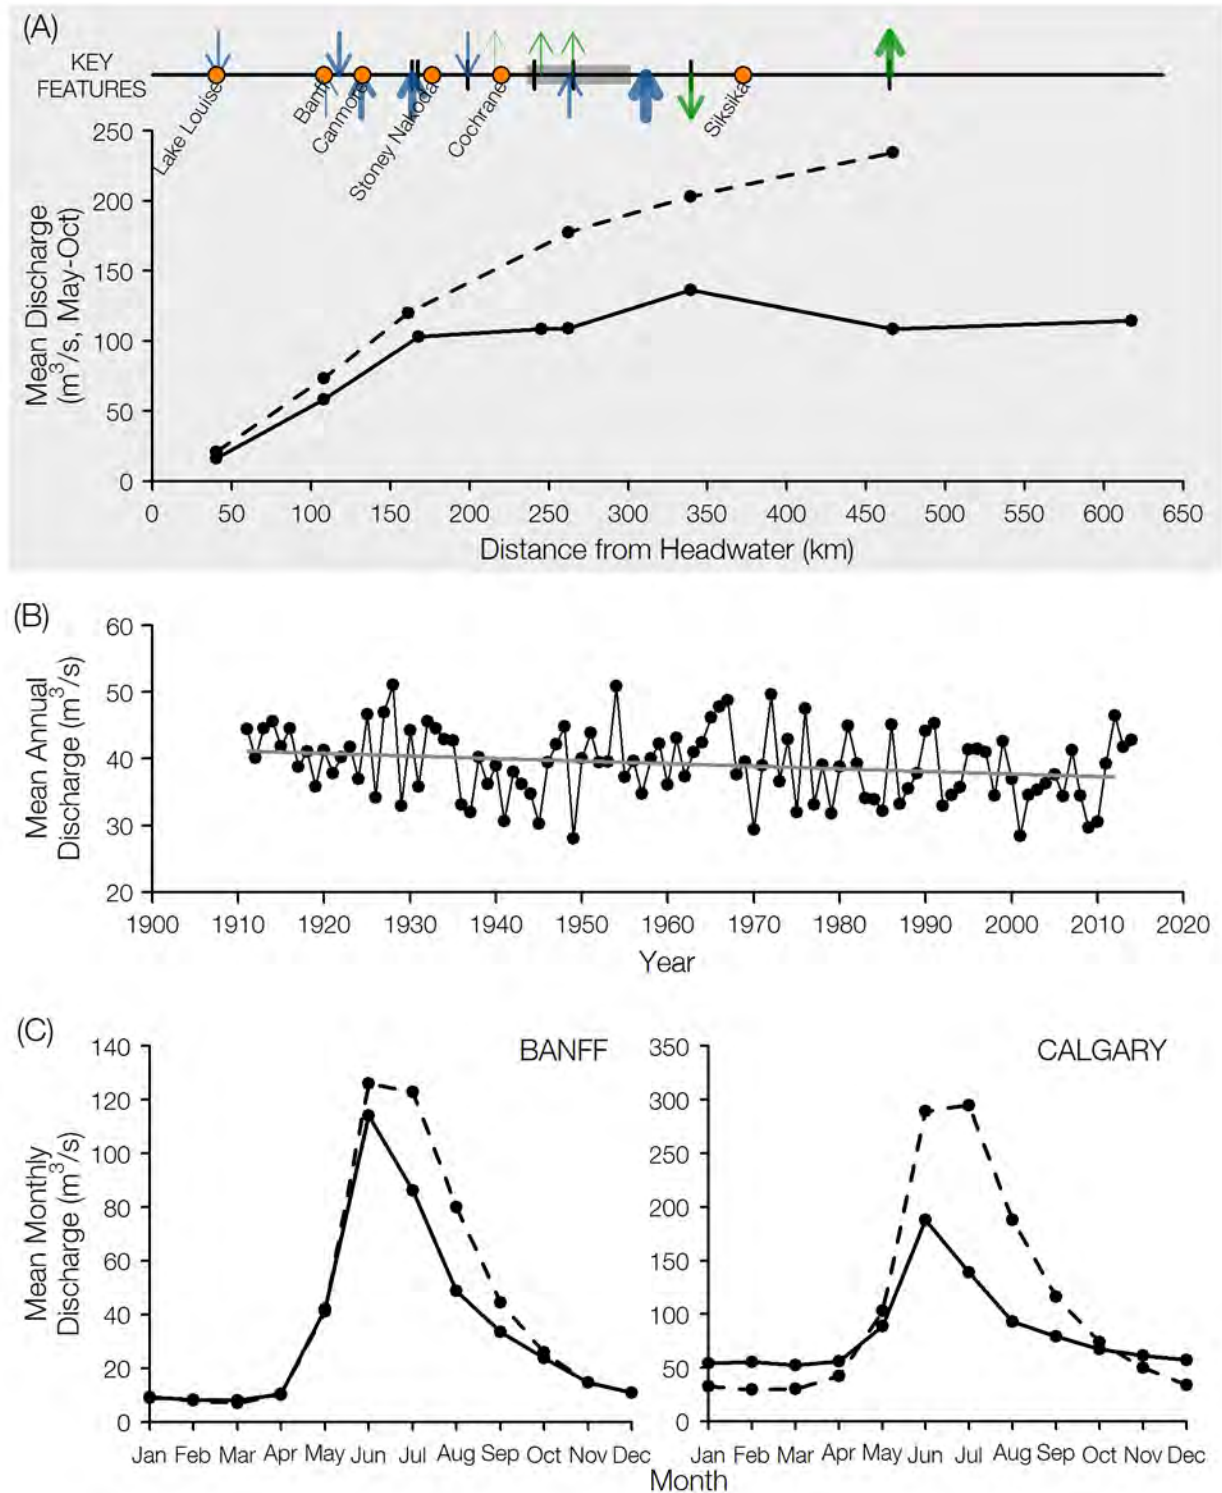 (A)
KEY
FEATURES
Lake Louise
Banff
Canmore
Stoney Nakoda
Cochrane
Siksika
Mean Discharge
(m³/s, May-Oct)
250
200
150
100
50
0
0 50 100 150 200 250 300 350 400 450 500 550 600 650
Distance from Headwater (km)
(B)
Mean Annual
Discharge (m³/s)
60
50
40
30
20
1900 1910 1920 1930 1940 1950 1960 1970 1980 1990 2000 2010 2020
Year
(C)
BANFF
CALGARY
Mean Monthly
Discharge (m³/s)
140
120
100
80
60
40
20
0
350
300
250
200
150
100
50
0
Jan Feb Mar Apr May Jun Jul Aug Sep Oct Nov Dec
Jan Feb Mar Apr May Jun Jul Aug Sep Oct Nov Dec
Month